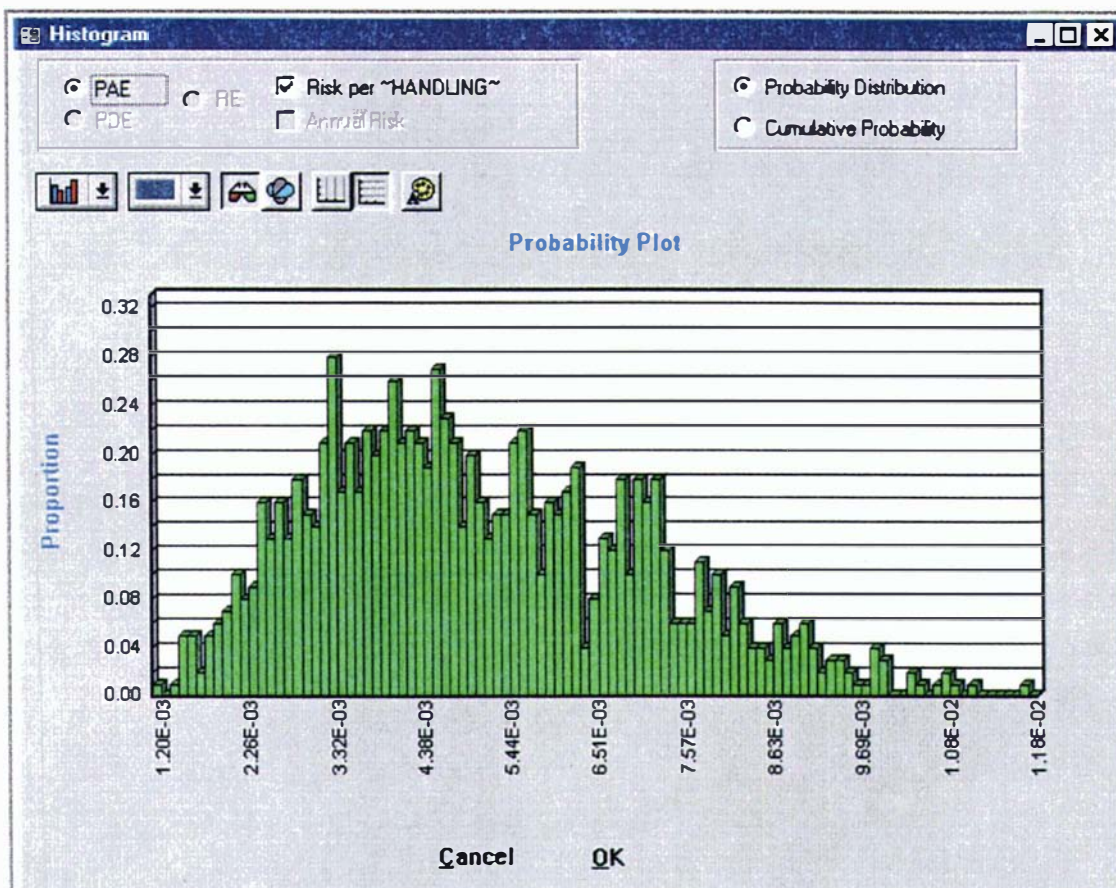 Histogram
PAE
RE
Risk per ~HANDLING~
PDE
Annual Risk
Probability Distribution
Cumulative Probability
Probability Plot
Proportion
0.32
0.28
0.24
0.20
0.16
0.12
0.08
0.04
0.00
1.20E-03
2.26E-03
3.32E-03
4.38E-03
5.44E-03
6.51E-03
7.57E-03
8.63E-03
9.69E-03
1.08E-02
1.18E-02
Cancel
OK